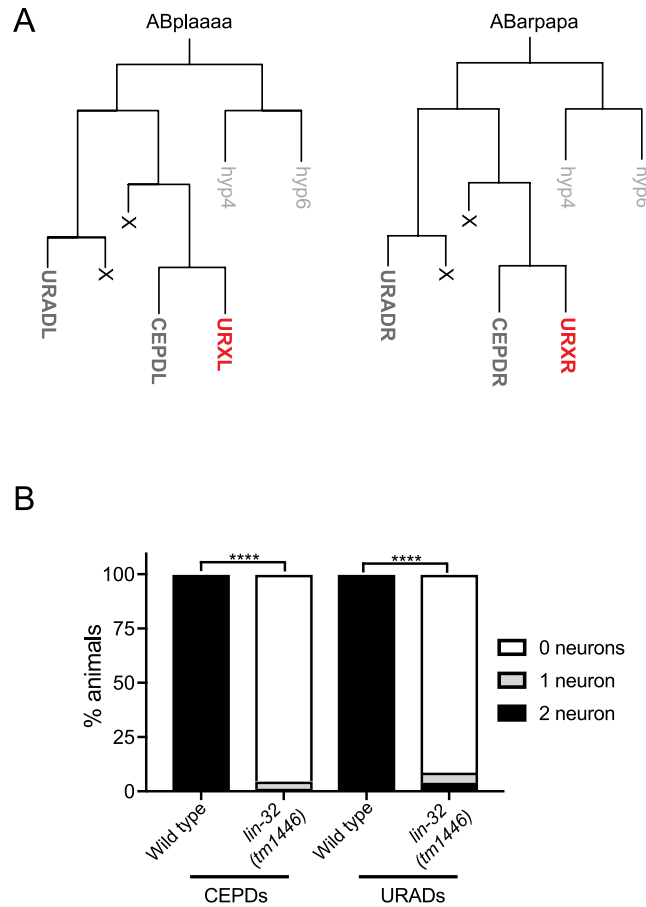 A
ABplaaaa
ABarpapa
hyp4
hyp6
hyp4
hyp6
X
X
X
X
URADL
CEPDL
URXL
URADR
CEPDR
URXR
B
****
****
100
75
50
25
0
% animals
0 neurons
1 neuron
2 neuron
Wild type
lin-32
(tm1446)
Wild type
lin-32
(tm1446)
CEPDs
URADs